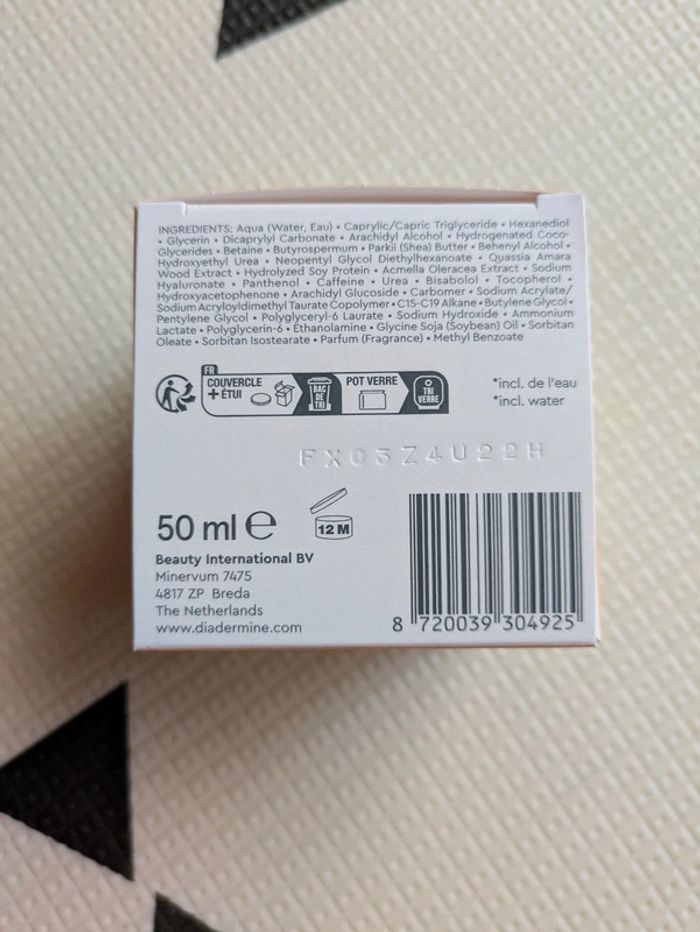 INGREDIENTS: Aqua (Water, Eau) • Caprylic/Capric Triglyceride • Hexanediol
• Glycerin • Dicaprylyl Carbonate • Arachidyl Alcohol • Hydrogenated Coco-
Glycerides • Betaine • Butyrospermum • Parkii (Shea) Butter • Behenyl Alcohol •
Hydroxyethyl Urea • Neopentyl Glycol Diethylhexanoate • Quassia Amara
Wood Extract • Hydrolyzed Soy Protein • Acmella Oleracea Extract • Sodium
Hyaluronate • Panthenol • Caffeine • Urea • Bisabolol • Tocopherol •
Hydroxyacetophenone • Arachidyl Glucoside • Carbomer • Sodium Acrylate/
Sodium Acryloyldimethyl Taurate Copolymer • C15-C19 Alkane • Butylene Glycol •
Pentylene Glycol • Polyglyceryl-6 Laurate • Sodium Hydroxide • Ammonium
Lactate • Polyglycerin-6 • Ethanolamine • Glycine Soja (Soybean) Oil • Sorbitan
Oleate • Sorbitan Isostearate • Parfum (Fragrance) • Methyl Benzoate
FR
COUVERCLE
+ ÉTUI
BAC
DE
TRI
POT VERRE
TRI
VERRE
*incl. de l'eau
*incl. water
FX03Z4U22H
50 ml e
12 M
Beauty International BV
Minervum 7475
4817 ZP Breda
The Netherlands
www.diadermine.com
8 720039 304925